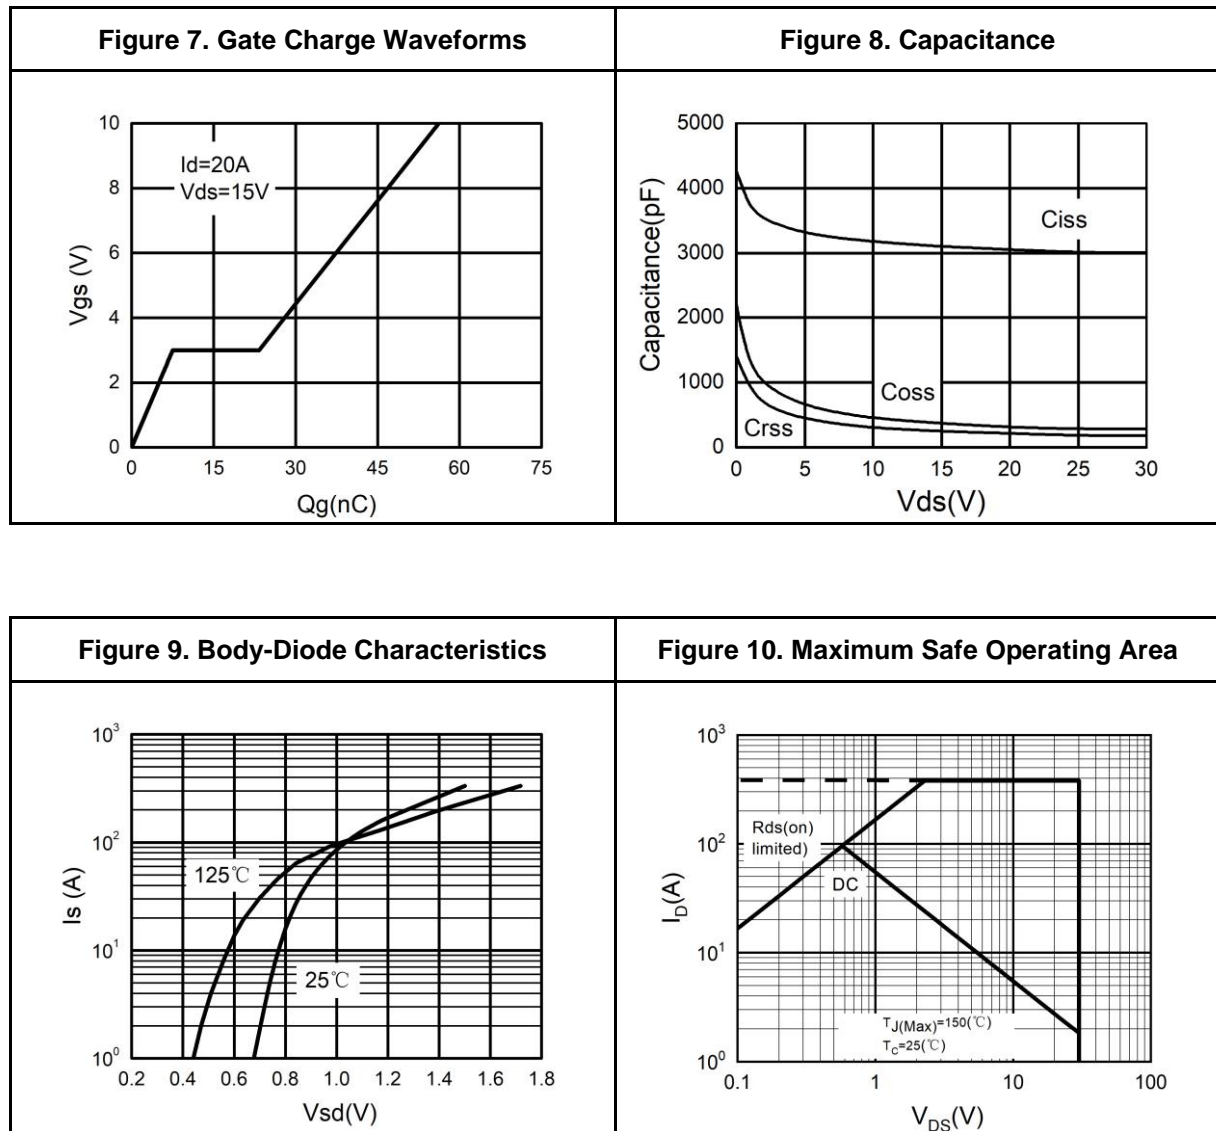 Figure 7. Gate Charge Waveforms
Figure 8. Capacitance
10
8
6
4
2
0
Vgs (V)
Id=20A
Vds=15V
0 15 30 45 60 75
Qg(nC)
5000
4000
3000
2000
1000
0
Capacitance(pF)
Ciss
Coss
Crss
0 5 10 15 20 25 30
Vds(V)
Figure 9. Body-Diode Characteristics
Figure 10. Maximum Safe Operating Area
10³
10²
10¹
10⁰
Is (A)
125℃
25℃
0.2 0.4 0.6 0.8 1.0 1.2 1.4 1.6 1.8
Vsd(V)
10³
10²
10¹
10⁰
I_D(A)
Rds(on)
limited)
DC
T_J(Max)=150(℃)
T_C=25(℃)
0.1 1 10 100
V_DS(V)